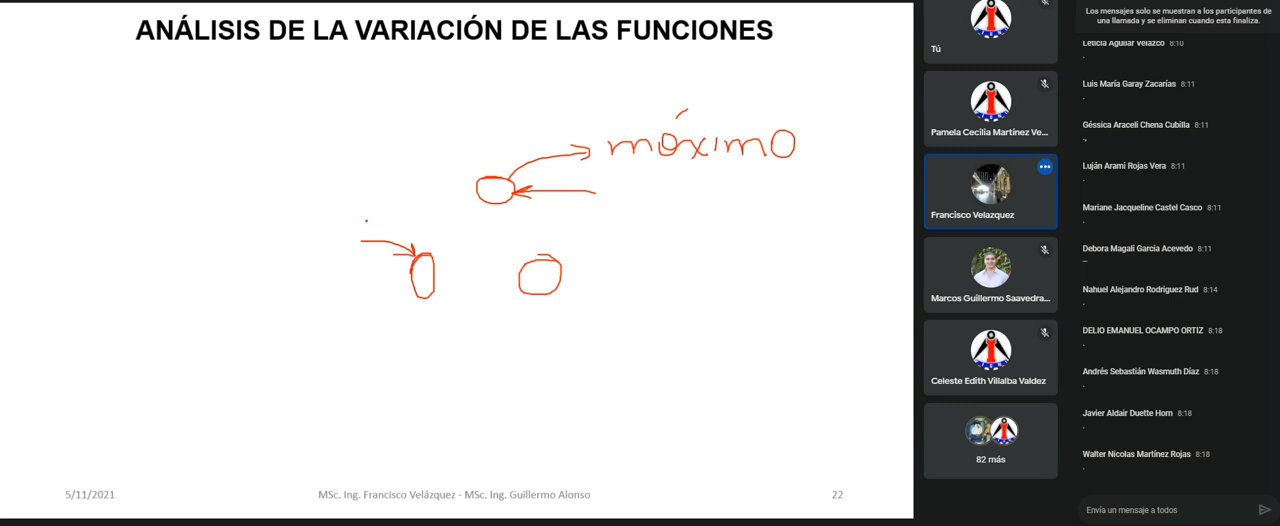 ANÁLISIS DE LA VARIACIÓN DE LAS FUNCIONES
máximo
5/11/2021
MSc. Ing. Francisco Velázquez - MSc. Ing. Guillermo Alonso
22
Tú
Pamela Cecilia Martínez Ve...
Francisco Velazquez
Marcos Guillermo Saavedra...
Celeste Edith Villalba Valdez
82 más
Los mensajes solo se muestran a los participantes de
una llamada y se eliminan cuando esta finaliza.
Leticia Aguilar Velazco 8:10
.
Luis María Garay Zacarías 8:11
.
Géssica Araceli Chena Cubilla 8:11
.,
Luján Arami Rojas Vera 8:11
.
Mariane Jacqueline Castel Casco 8:11
.
Debora Magali Garcia Acevedo 8:11
Nahuel Alejandro Rodriguez Rud 8:14
.
DELIO EMANUEL OCAMPO ORTIZ 8:18
.
Andrés Sebastián Wasmuth Díaz 8:18
.
Javier Aldair Duette Horn 8:18
.
Walter Nicolas Martínez Rojas 8:18
.
Envía un mensaje a todos